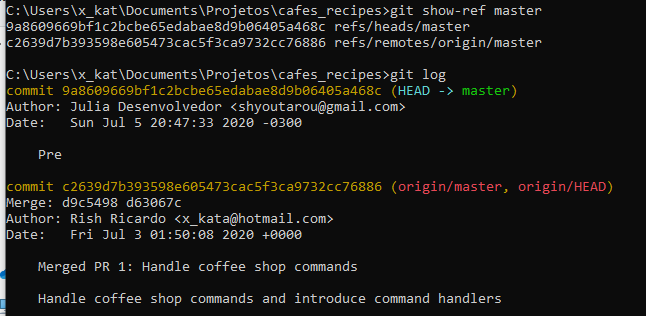 C:\Users\x_kat\Documents\Projetos\cafes_recipes>git show-ref master
9a8609669bf1c2bcbe65edabae8d9b06405a468c refs/heads/master
c2639d7b393598e605473cac5f3ca9732cc76886 refs/remotes/origin/master
C:\Users\x_kat\Documents\Projetos\cafes_recipes>git log
commit 9a8609669bf1c2bcbe65edabae8d9b06405a468c (HEAD -> master)
Author: Julia Desenvolvedor <shyoutarou@gmail.com>
Date:   Sun Jul 5 20:47:33 2020 -0300
Pre
commit c2639d7b393598e605473cac5f3ca9732cc76886 (origin/master, origin/HEAD)
Merge: d9c5498 d63067c
Author: Rish Ricardo <x_kata@hotmail.com>
Date:   Fri Jul 3 01:50:08 2020 +0000
Merged PR 1: Handle coffee shop commands
Handle coffee shop commands and introduce command handlers